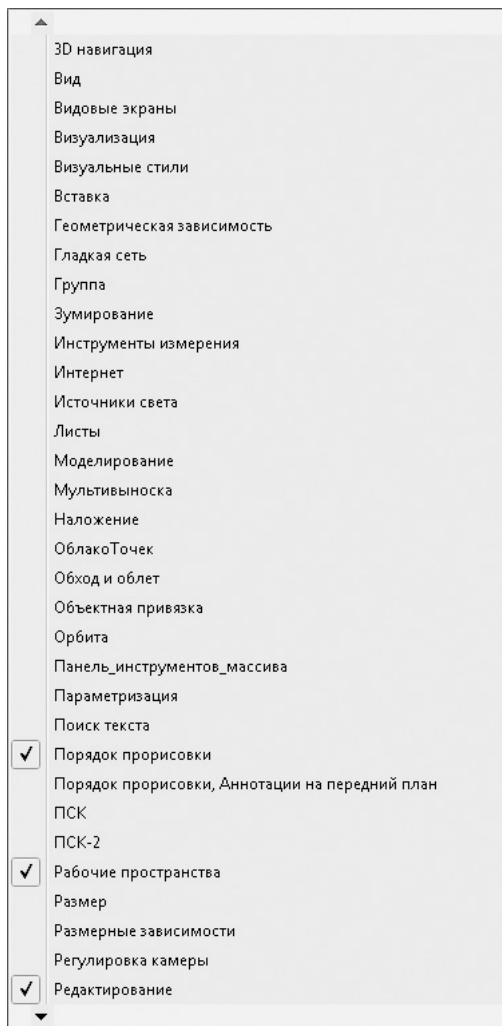 3D навигация
Вид
Видовые экраны
Визуализация
Визуальные стили
Вставка
Геометрическая зависимость
Гладкая сеть
Группа
Зумирование
Инструменты измерения
Интернет
Источники света
Листы
Моделирование
Мультивыноска
Наложение
ОблакоТочек
Обход и облет
Объектная привязка
Орбита
Панель_инструментов_массива
Параметризация
Поиск текста
Порядок прорисовки
Порядок прорисовки, Аннотации на передний план
ПСК
ПСК-2
Рабочие пространства
Размер
Размерные зависимости
Регулировка камеры
Редактирование